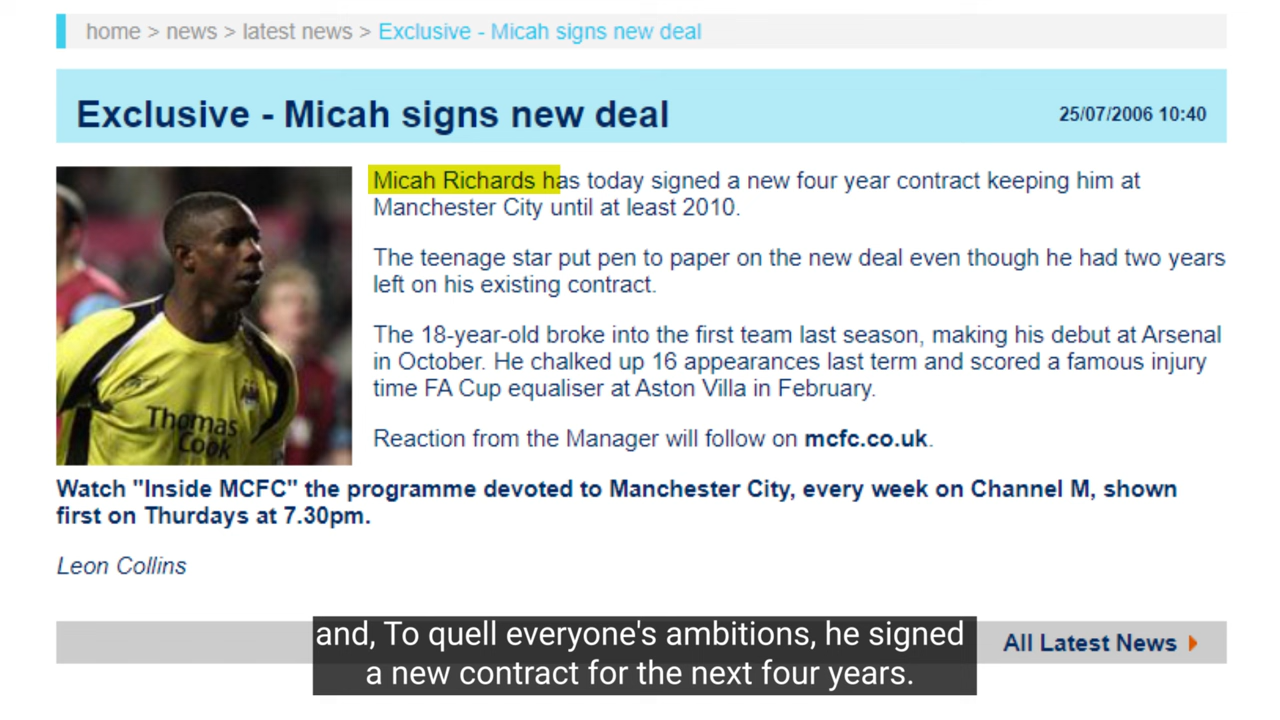 home > news > latest news > Exclusive - Micah signs new deal
Exclusive - Micah signs new deal
25/07/2006 10:40
Micah Richards has today signed a new four year contract keeping him at
Manchester City until at least 2010.
The teenage star put pen to paper on the new deal even though he had two years
left on his existing contract.
The 18-year-old broke into the first team last season, making his debut at Arsenal
in October. He chalked up 16 appearances last term and scored a famous injury
time FA Cup equaliser at Aston Villa in February.
Reaction from the Manager will follow on mcfc.co.uk.
Thomas
Cook
Watch "Inside MCFC" the programme devoted to Manchester City, every week on Channel M, shown
first on Thurdays at 7.30pm.
Leon Collins
All Latest News
and, To quell everyone's ambitions, he signed
a new contract for the next four years.